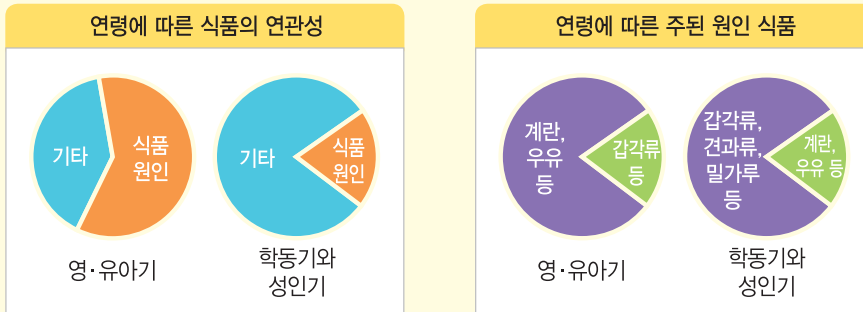 연령에 따른 식품의 연관성
기타
식품
원인
기타
식품
원인
영·유아기
학동기와
성인기
연령에 따른 주된 원인 식품
계란,
우유
등
갑각류
등
갑각류,
견과류,
밀가루
등
계란,
우유 등
영·유아기
학동기와
성인기